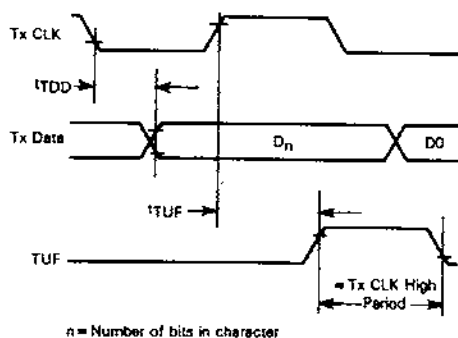 Tx CLK
tTDD
Tx Data
Dn
D0
tTUF
TUF
= Tx CLK High
Period
n = Number of bits in character